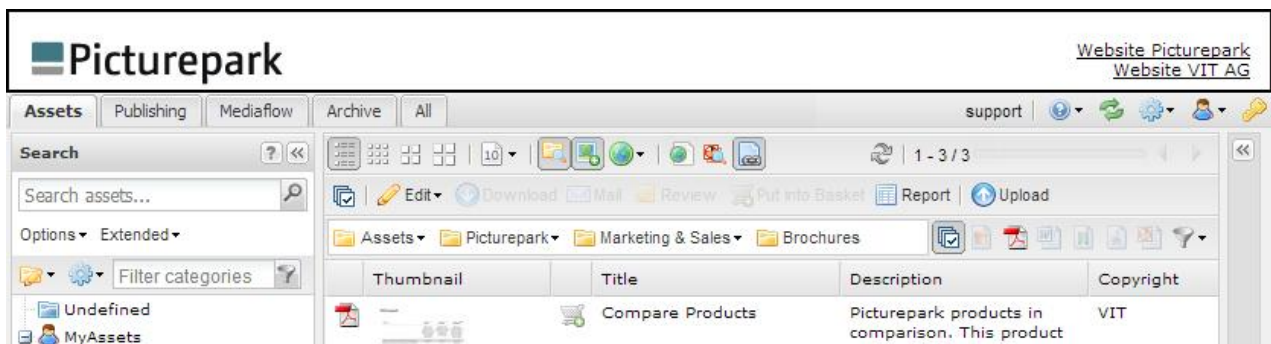 Picturepark
Website Picturepark
Website VIT AG
Assets Publishing Mediaflow Archive All support
Search ? «
10 1 - 3 / 3 «
Search assets...
Edit Download Mail Review Put into Basket Report Upload
Options Extended
Assets Picturepark Marketing & Sales Brochures
Filter categories
Thumbnail Title Description Copyright
Undefined
Compare Products Picturepark products in VIT
comparison. This product
MyAssets